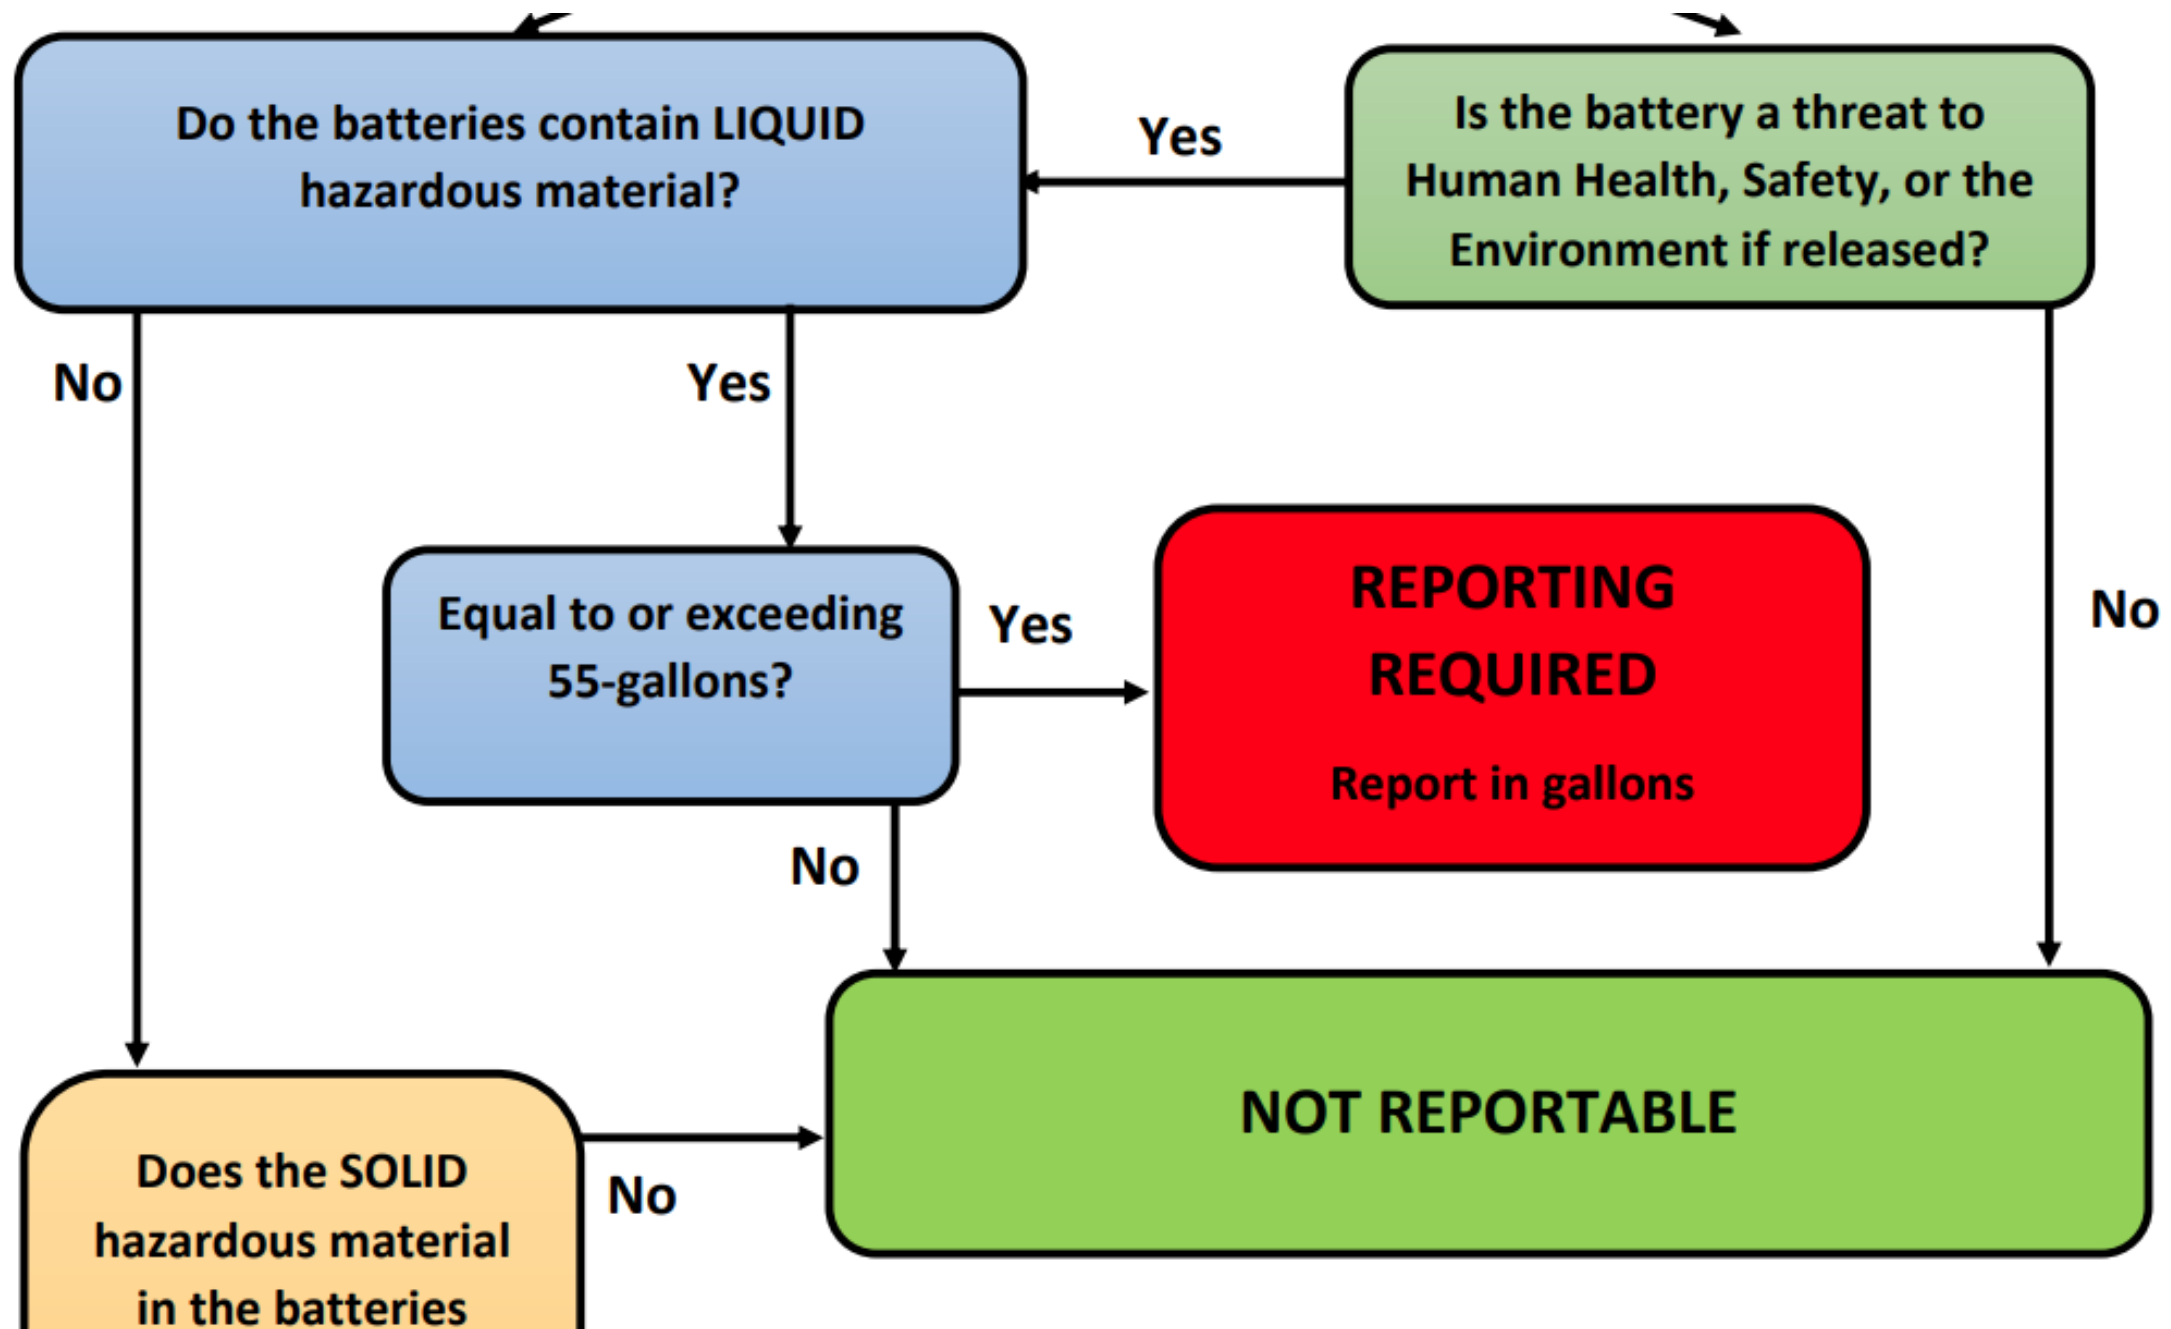 Do the batteries contain LIQUID
hazardous material?
Yes
Is the battery a threat to
Human Health, Safety, or the
Environment if released?
No
Yes
No
Equal to or exceeding
55-gallons?
Yes
REPORTING
REQUIRED
Report in gallons
No
NOT REPORTABLE
Does the SOLID
hazardous material
in the batteries
No